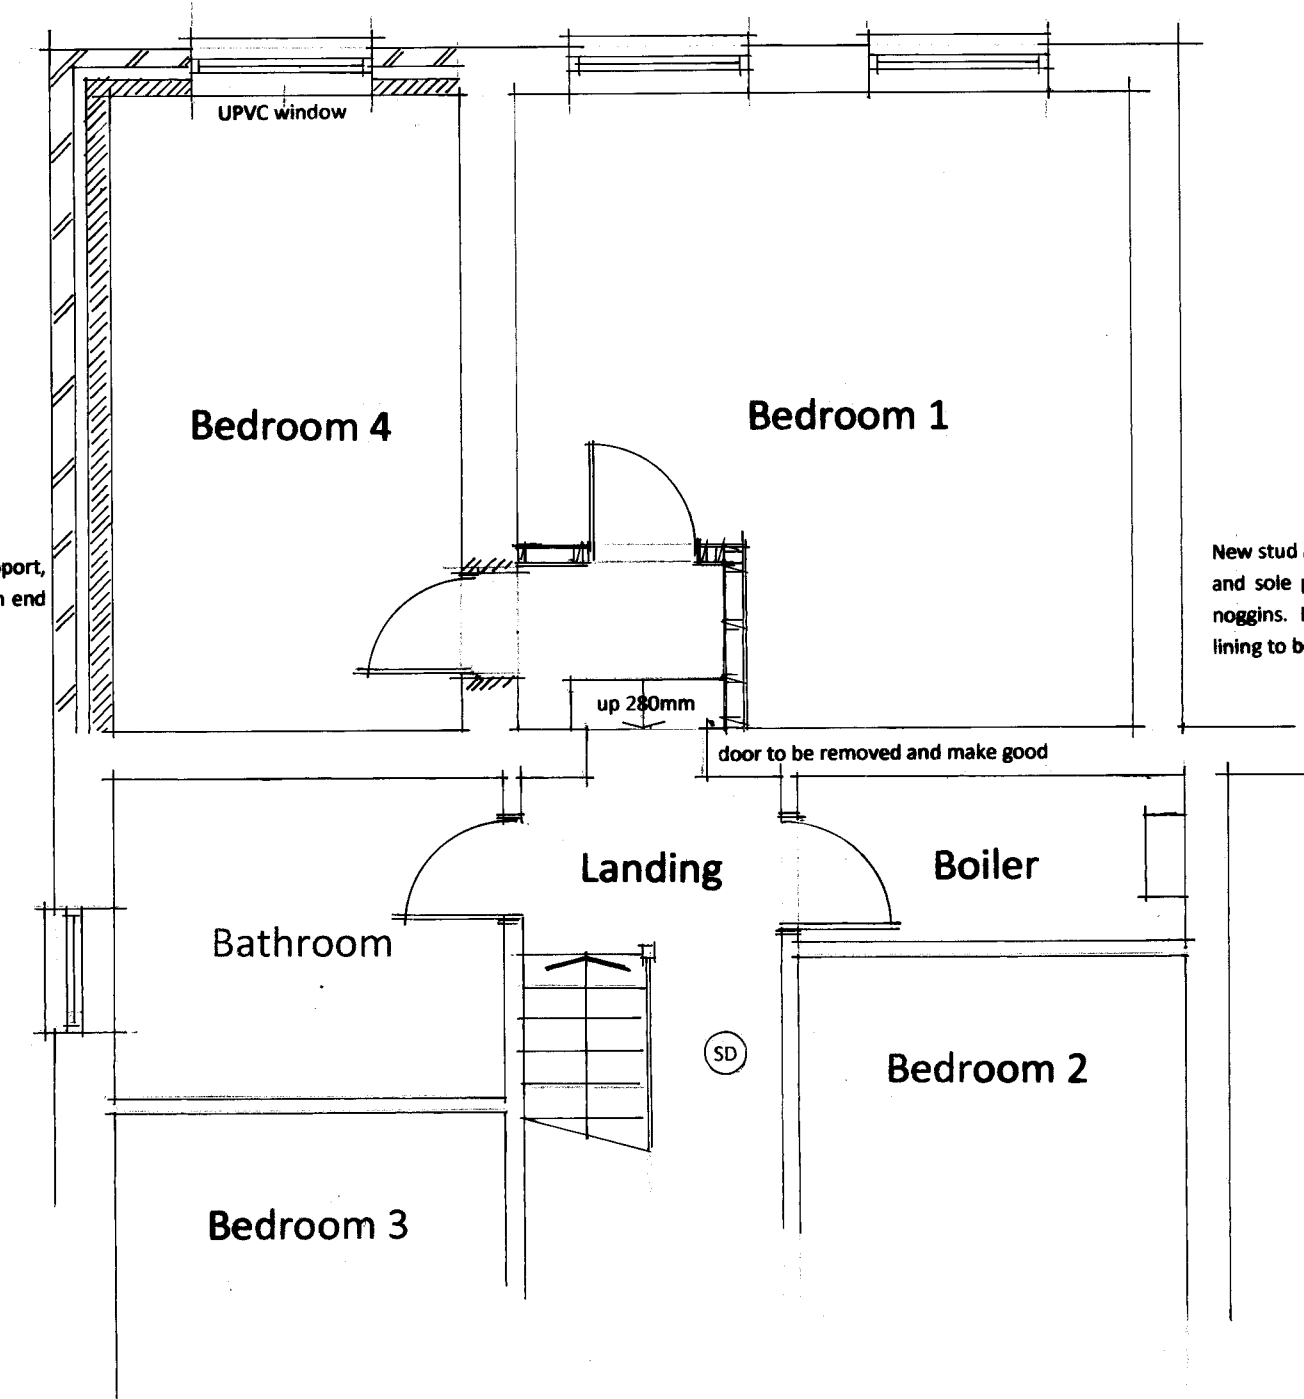 UPVC window
Bedroom 4
Bedroom 1
end
New stud
and sole
noggins.
lining to
up 280mm
door to be removed and make good
Landing
Boiler
Bathroom
SD
Bedroom 2
Bedroom 3